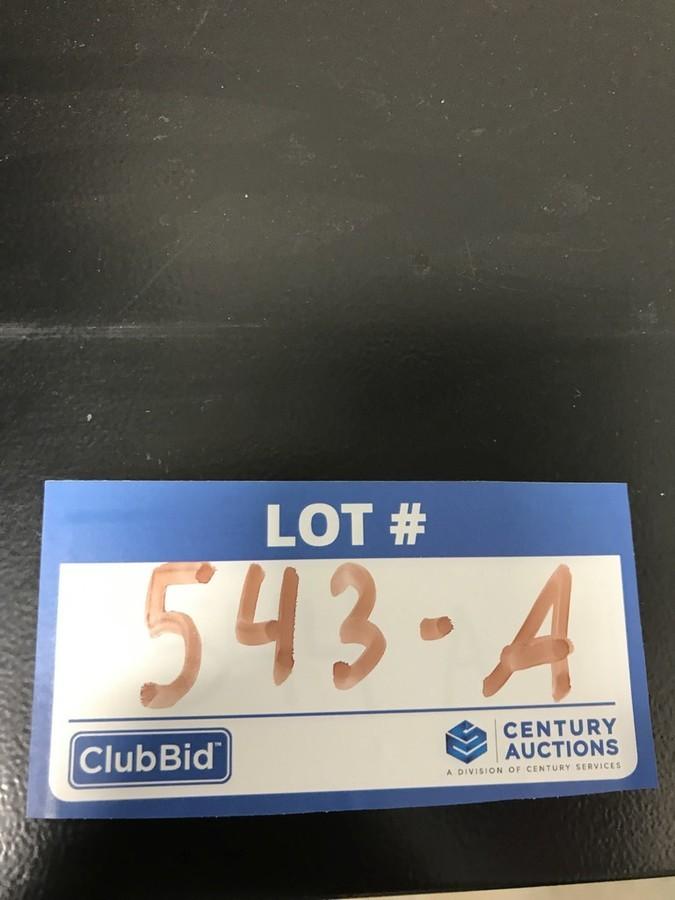 LOT #
543-A
ClubBid™
CENTURY
AUCTIONS
A DIVISION OF CENTURY SERVICES